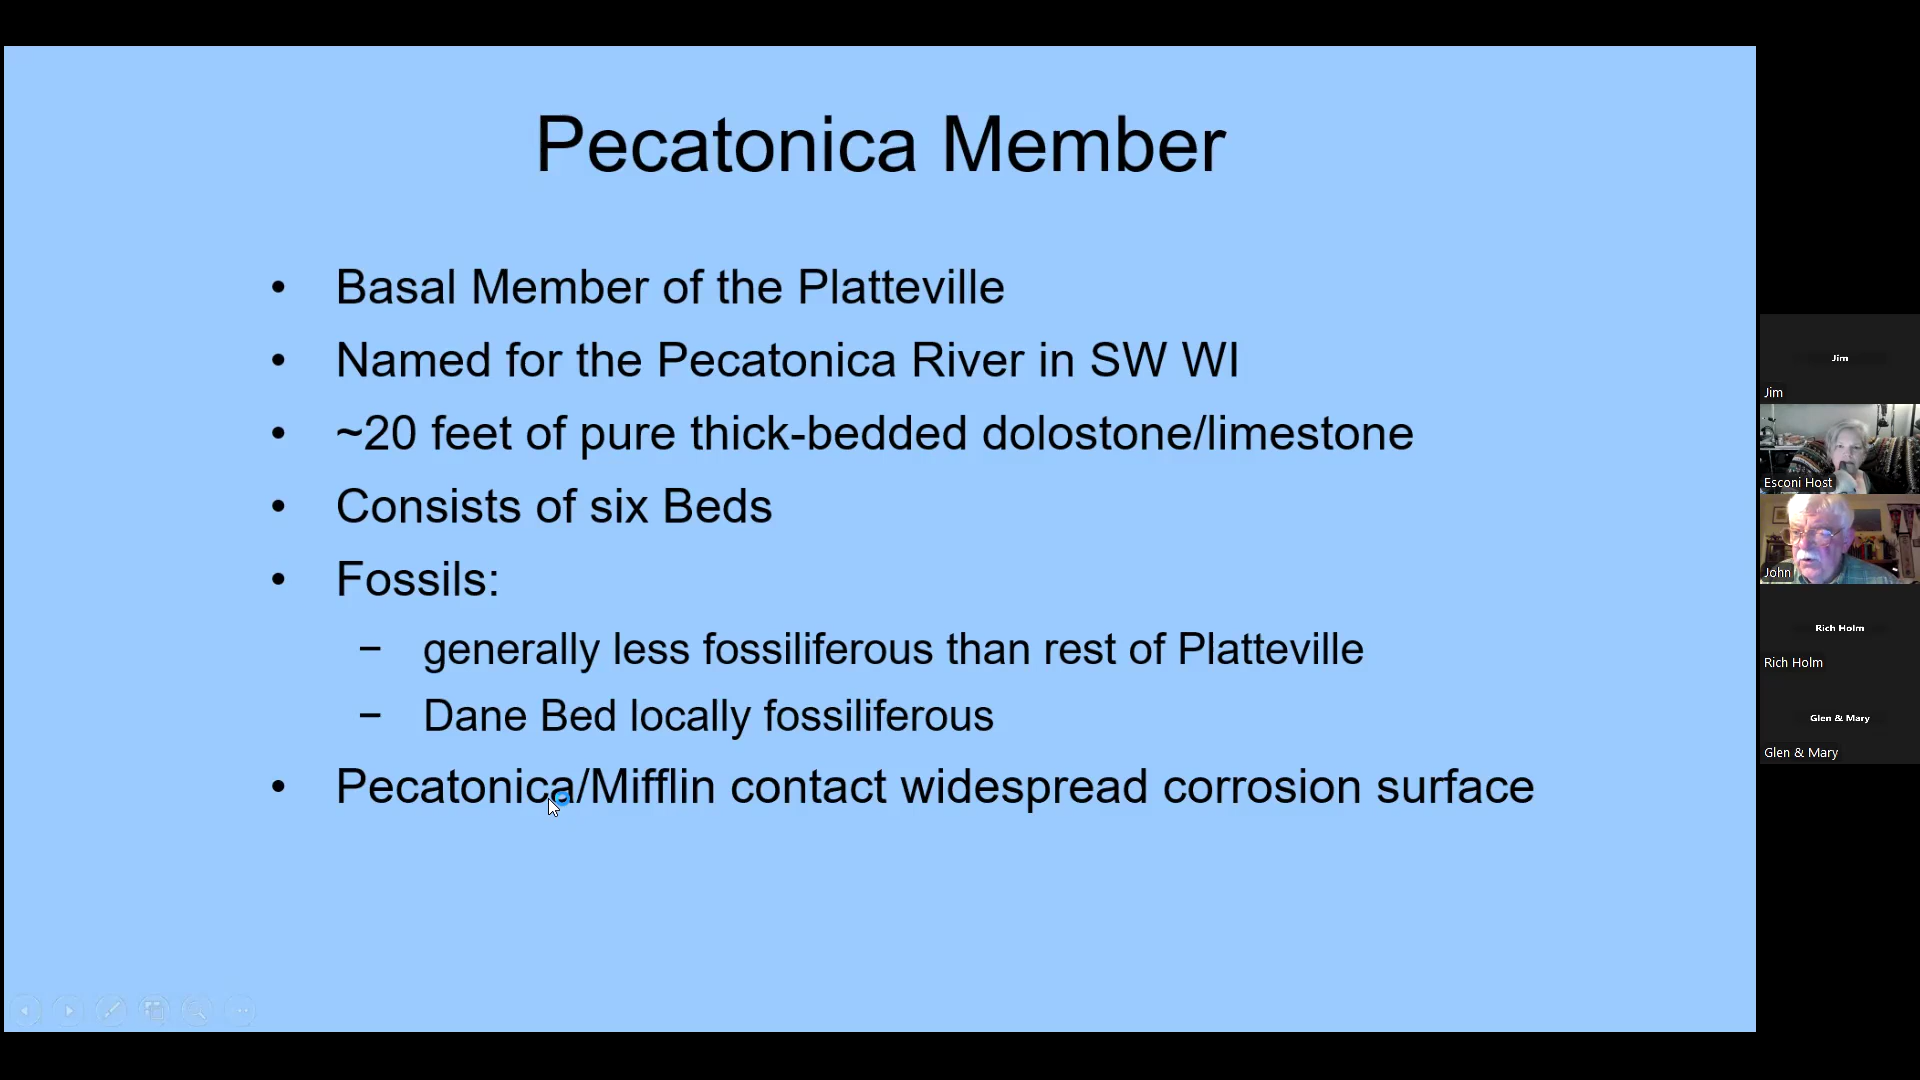 Pecatonica Member
• Basal Member of the Platteville
• Named for the Pecatonica River in SW WI
• ~20 feet of pure thick-bedded dolostone/limestone
• Consists of six Beds
• Fossils:
– generally less fossiliferous than rest of Platteville
– Dane Bed locally fossiliferous
• Pecatonica/Mifflin contact widespread corrosion surface
Jim
Jim
Esconi Host
John
Rich Holm
Rich Holm
Glen & Mary
Glen & Mary